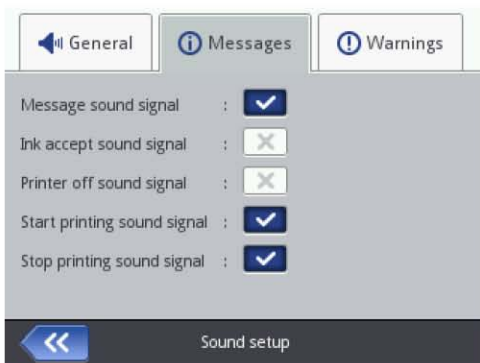 General Messages Warnings
Message sound signal :
Ink accept sound signal :
Printer off sound signal :
Start printing sound signal :
Stop printing sound signal :
Sound setup